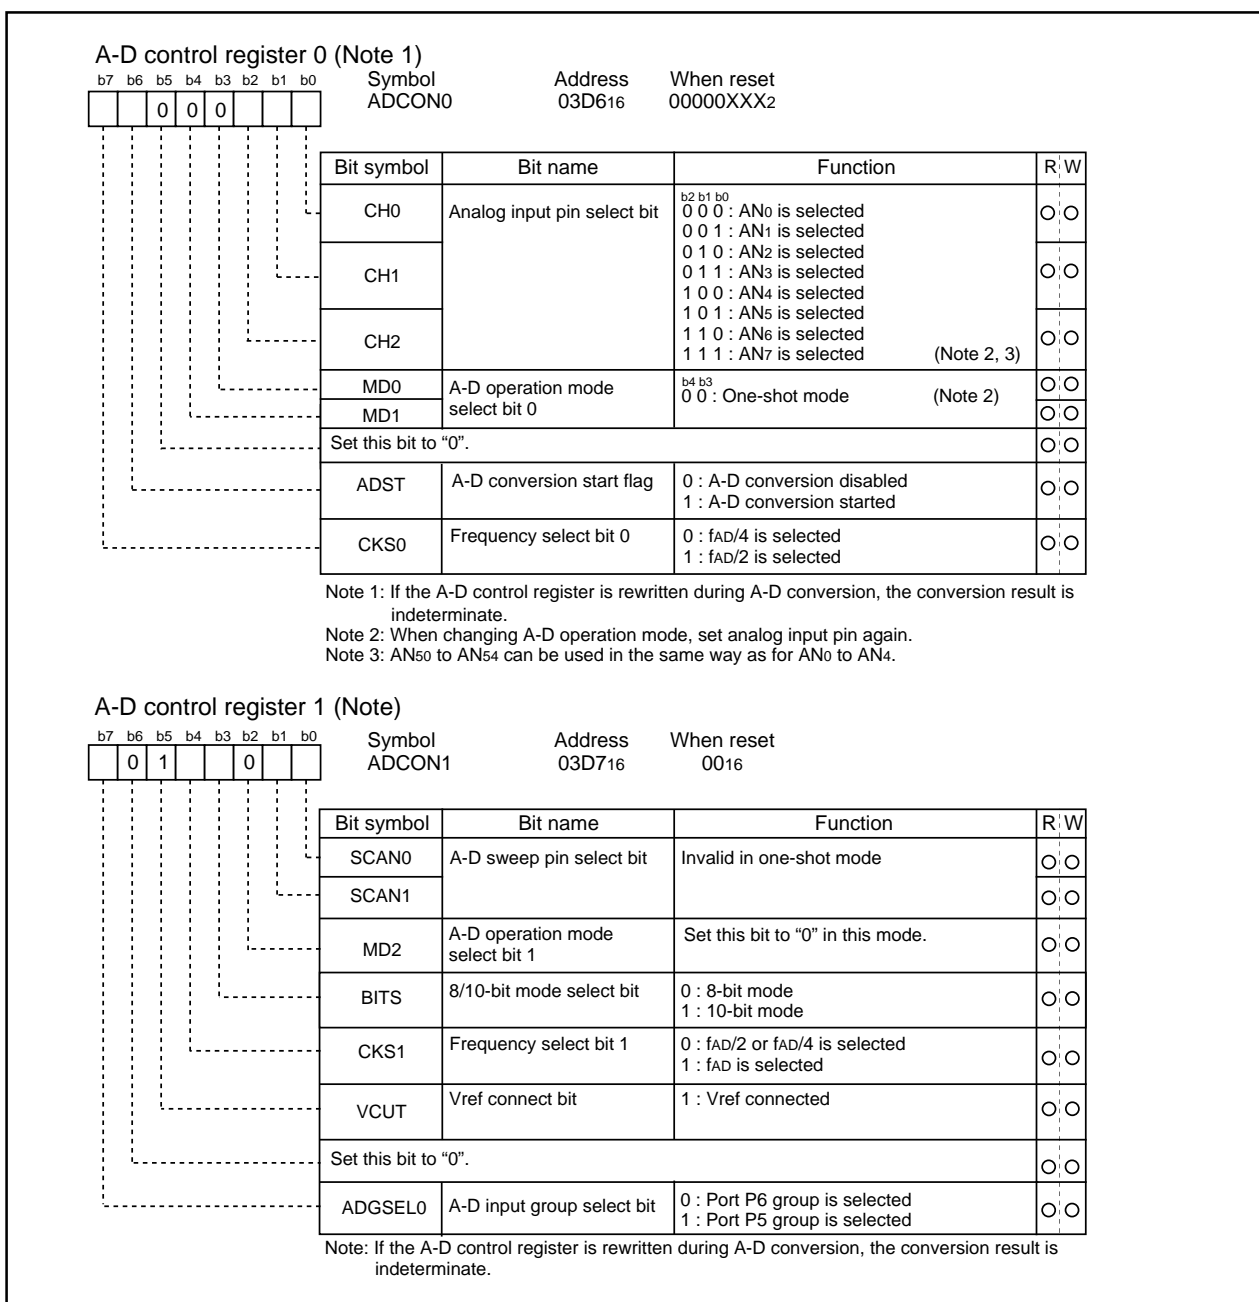 A-D control register 0 (Note 1)
b7 b6 b5 b4 b3 b2 b1 b0
Symbol Address When reset
ADCON0 03D616 00000XXX2
0 0 0
Bit symbol Bit name Function R W
CH0 Analog input pin select bit
b2 b1 b0
0 0 0 : AN0 is selected
0 0 1 : AN1 is selected
0 1 0 : AN2 is selected
CH1
0 1 1 : AN3 is selected
1 0 0 : AN4 is selected
1 0 1 : AN5 is selected
CH2
1 1 0 : AN6 is selected
1 1 1 : AN7 is selected (Note 2, 3)
MD0
MD1
A-D operation mode
select bit 0
b4 b3
0 0 : One-shot mode (Note 2)
Set this bit to “0”.
ADST A-D conversion start flag
0 : A-D conversion disabled
1 : A-D conversion started
CKS0 Frequency select bit 0
0 : fAD/4 is selected
1 : fAD/2 is selected
Note 1: If the A-D control register is rewritten during A-D conversion, the conversion result is
indeterminate.
Note 2: When changing A-D operation mode, set analog input pin again.
Note 3: AN50 to AN54 can be used in the same way as for AN0 to AN4.
A-D control register 1 (Note)
b7 b6 b5 b4 b3 b2 b1 b0
Symbol Address When reset
ADCON1 03D716 0016
0 1 0
Bit symbol Bit name Function R W
SCAN0 A-D sweep pin select bit Invalid in one-shot mode
SCAN1
MD2
A-D operation mode
select bit 1
Set this bit to “0” in this mode.
BITS 8/10-bit mode select bit
0 : 8-bit mode
1 : 10-bit mode
CKS1 Frequency select bit 1
0 : fAD/2 or fAD/4 is selected
1 : fAD is selected
VCUT Vref connect bit 1 : Vref connected
Set this bit to “0”.
ADGSEL0 A-D input group select bit
0 : Port P6 group is selected
1 : Port P5 group is selected
Note: If the A-D control register is rewritten during A-D conversion, the conversion result is
indeterminate.